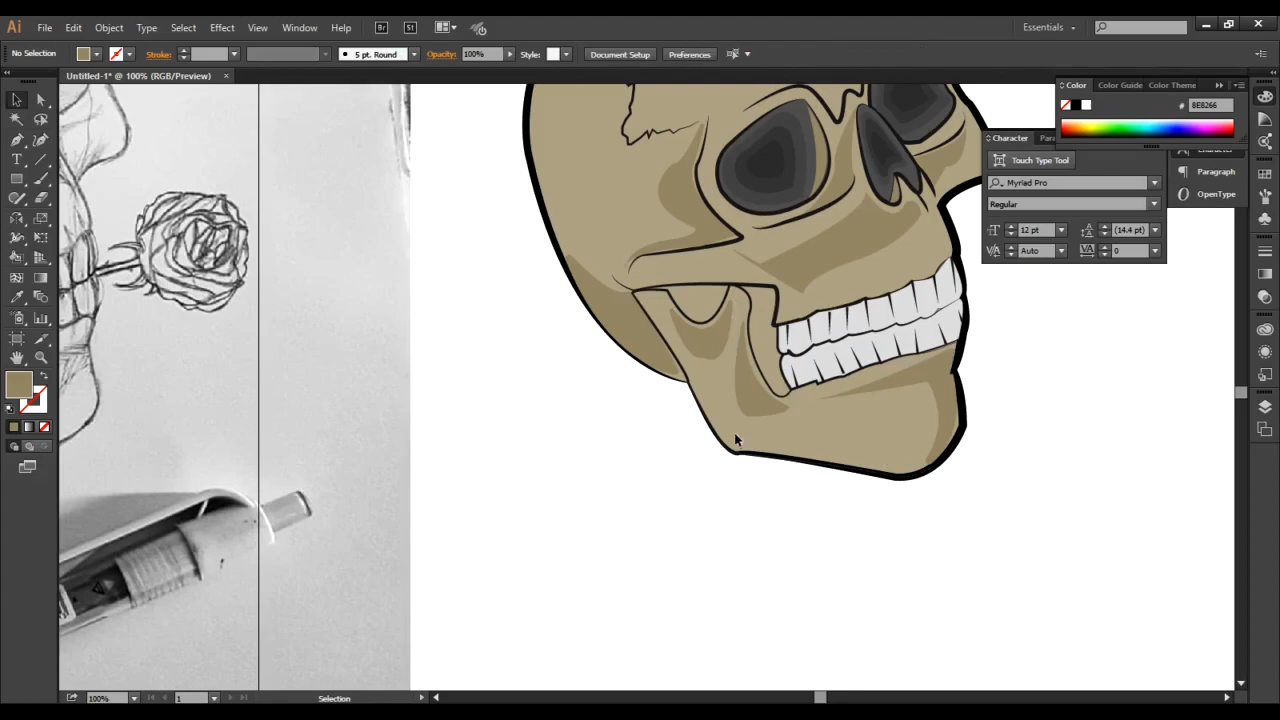 Ai File Edit Object Type Select Effect View Window Help Br St Essentials
No Selection Stroke: 5 pt. Round Opacity: 100% Style: Document Setup Preferences
Untitled-1* @ 100% (RGB/Preview)
Color Color Guide Color Theme
# 8E8266
Character Par
Touch Type Tool
Paragraph
Myriad Pro
OpenType
Regular
12 pt (14.4 pt)
Auto 0
100% 1 Selection